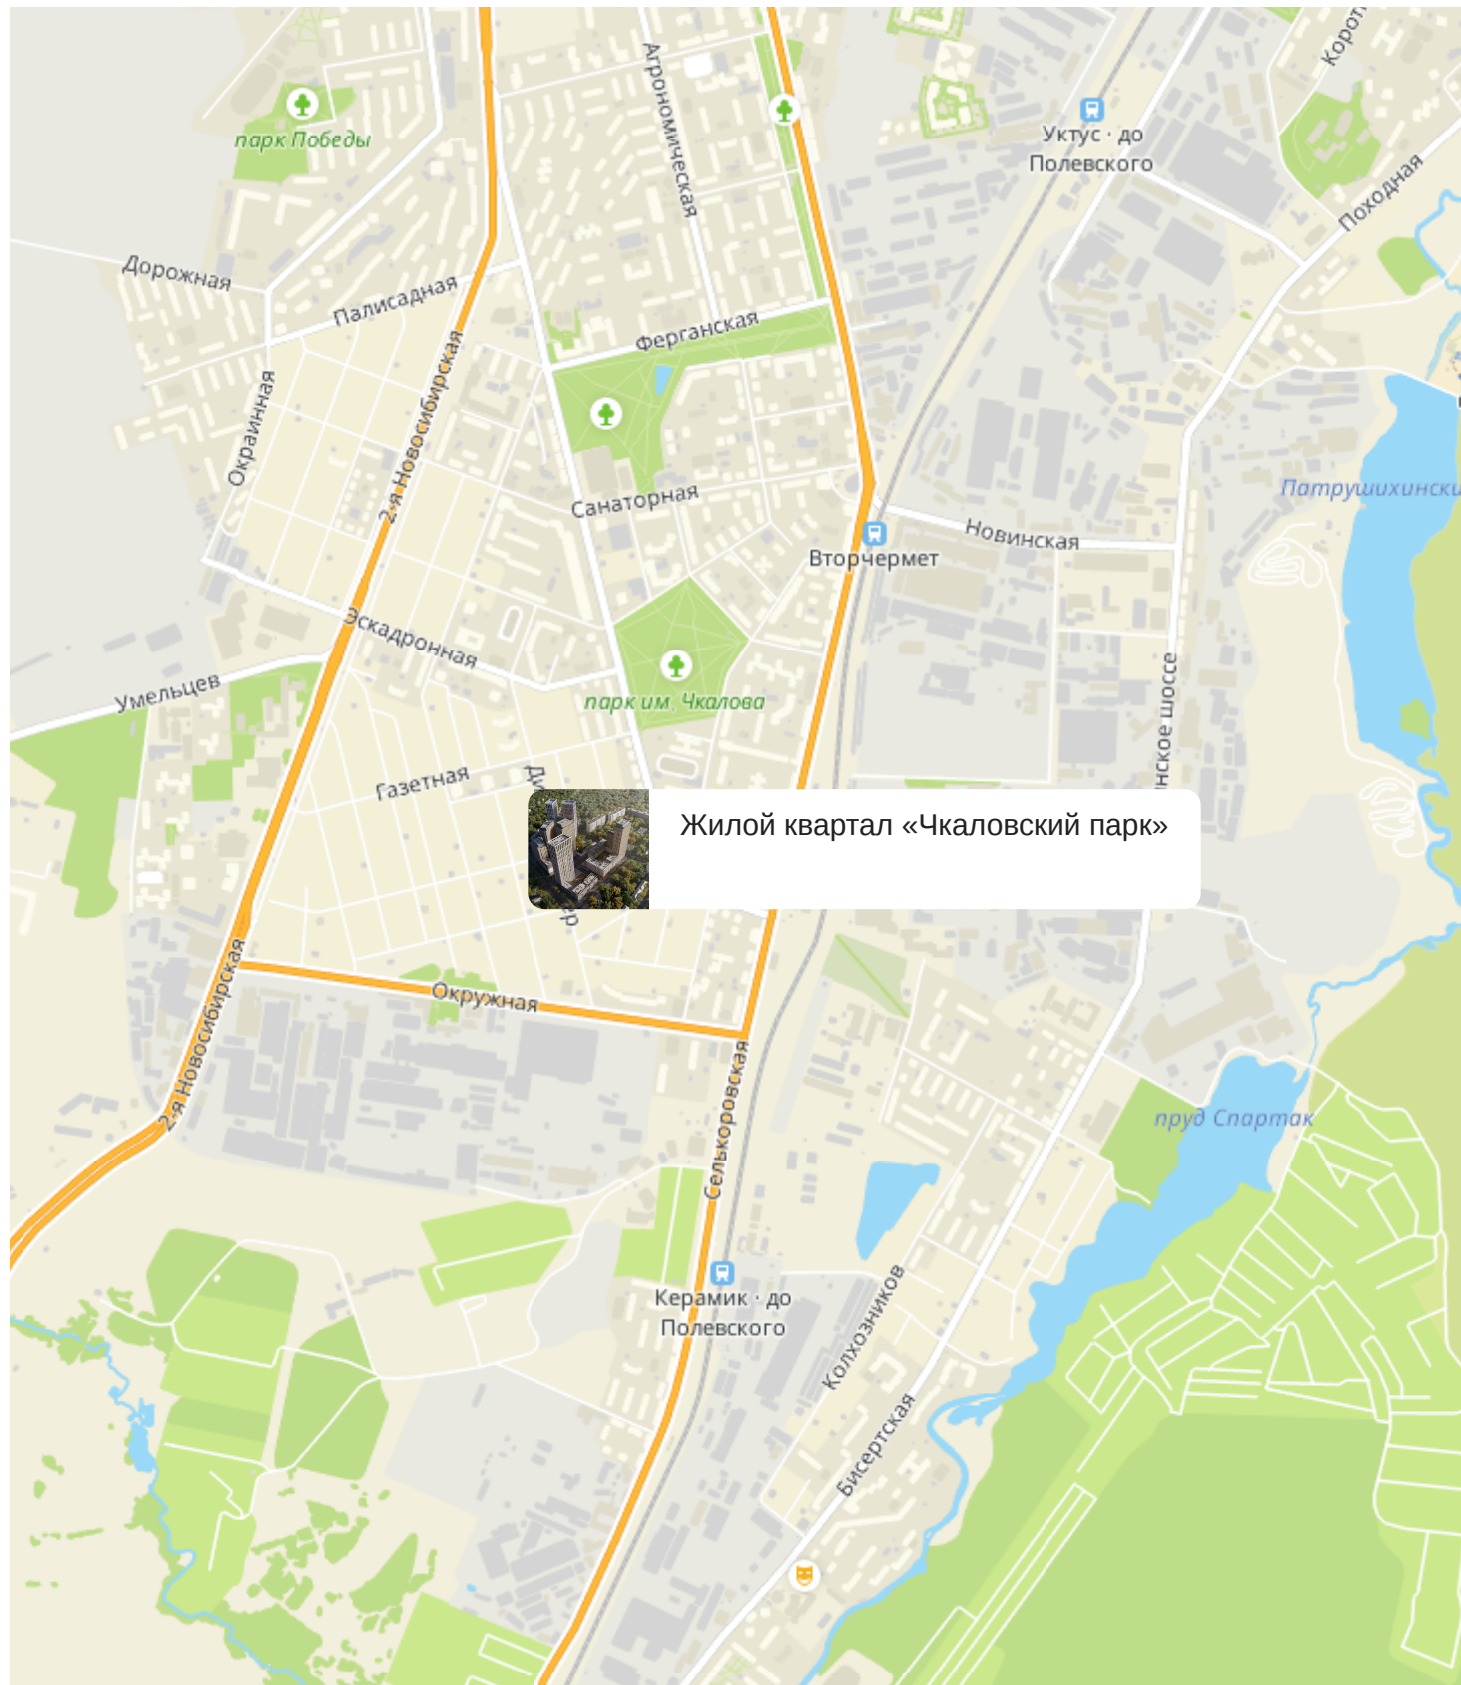 Агрономическая
парк Победы
Уктус · до
Полевского
Походная
Дорожная
Палисадная
Ферганская
Окраинная
2-я Новосибирская
Санаторная
Новинская
Вторчермет
Эскадронная
Умельцев
парк им. Чкалова
Газетная
Жилой квартал «Чкаловский парк»
Окружная
2-я Новосибирская
Селькоровская
пруд Спартак
Керамик · до
Полевского
Колхозников
Бисертская